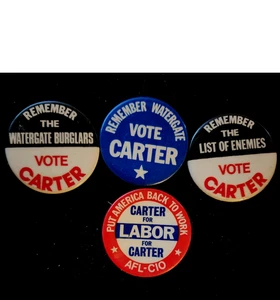 REMEMBER
THE
WATERGATE BURGLARS
VOTE
CARTER
REMEMBER WATERGATE
VOTE
CARTER
REMEMBER
THE
LIST OF ENEMIES
VOTE
CARTER
PUT AMERICA BACK TO WORK
CARTER
FOR
LABOR
FOR
CARTER
AFL-CIO